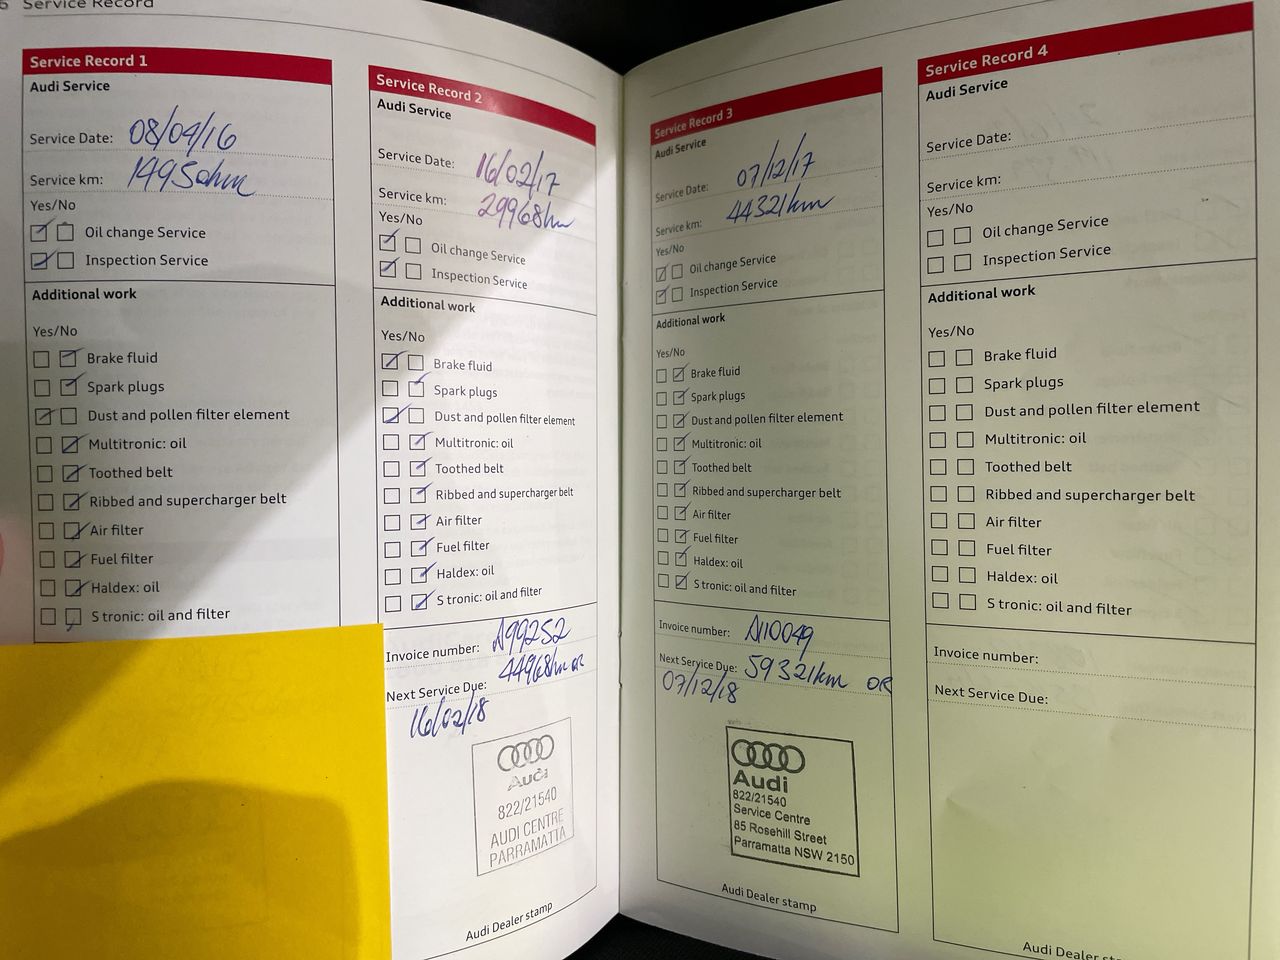 Service Record
Service Record 1
Audi Service
Service Date: 08/04/16
Service km: 14950km
Yes/No
Oil change Service
Inspection Service
Additional work
Yes/No
Brake fluid
Spark plugs
Dust and pollen filter element
Multitronic: oil
Toothed belt
Ribbed and supercharger belt
Air filter
Fuel filter
Haldex: oil
S tronic: oil and filter
Service Record 2
Audi Service
Service Date: 16/02/17
Service km: 29968km
Yes/No
Oil change Service
Inspection Service
Additional work
Yes/No
Brake fluid
Spark plugs
Dust and pollen filter element
Multitronic: oil
Toothed belt
Ribbed and supercharger belt
Air filter
Fuel filter
Haldex: oil
S tronic: oil and filter
Invoice number: A99252
Next Service Due: 44968km OR
16/02/18
Audi
822/21540
AUDI CENTRE
PARRAMATTA
Audi Dealer stamp
Service Record 3
Audi Service
Service Date: 07/12/17
Service km: 44321km
Yes/No
Oil change Service
Inspection Service
Additional work
Yes/No
Brake fluid
Spark plugs
Dust and pollen filter element
Multitronic: oil
Toothed belt
Ribbed and supercharger belt
Air filter
Fuel filter
Haldex: oil
S tronic: oil and filter
Invoice number: A110049
Next Service Due: 59321km OR
07/12/18
Audi
822/21540
Service Centre
85 Rosehill Street
Parramatta NSW 2150
Audi Dealer stamp
Service Record 4
Audi Service
Service Date:
Service km:
Yes/No
Oil change Service
Inspection Service
Additional work
Yes/No
Brake fluid
Spark plugs
Dust and pollen filter element
Multitronic: oil
Toothed belt
Ribbed and supercharger belt
Air filter
Fuel filter
Haldex: oil
S tronic: oil and filter
Invoice number:
Next Service Due:
Audi Dealer